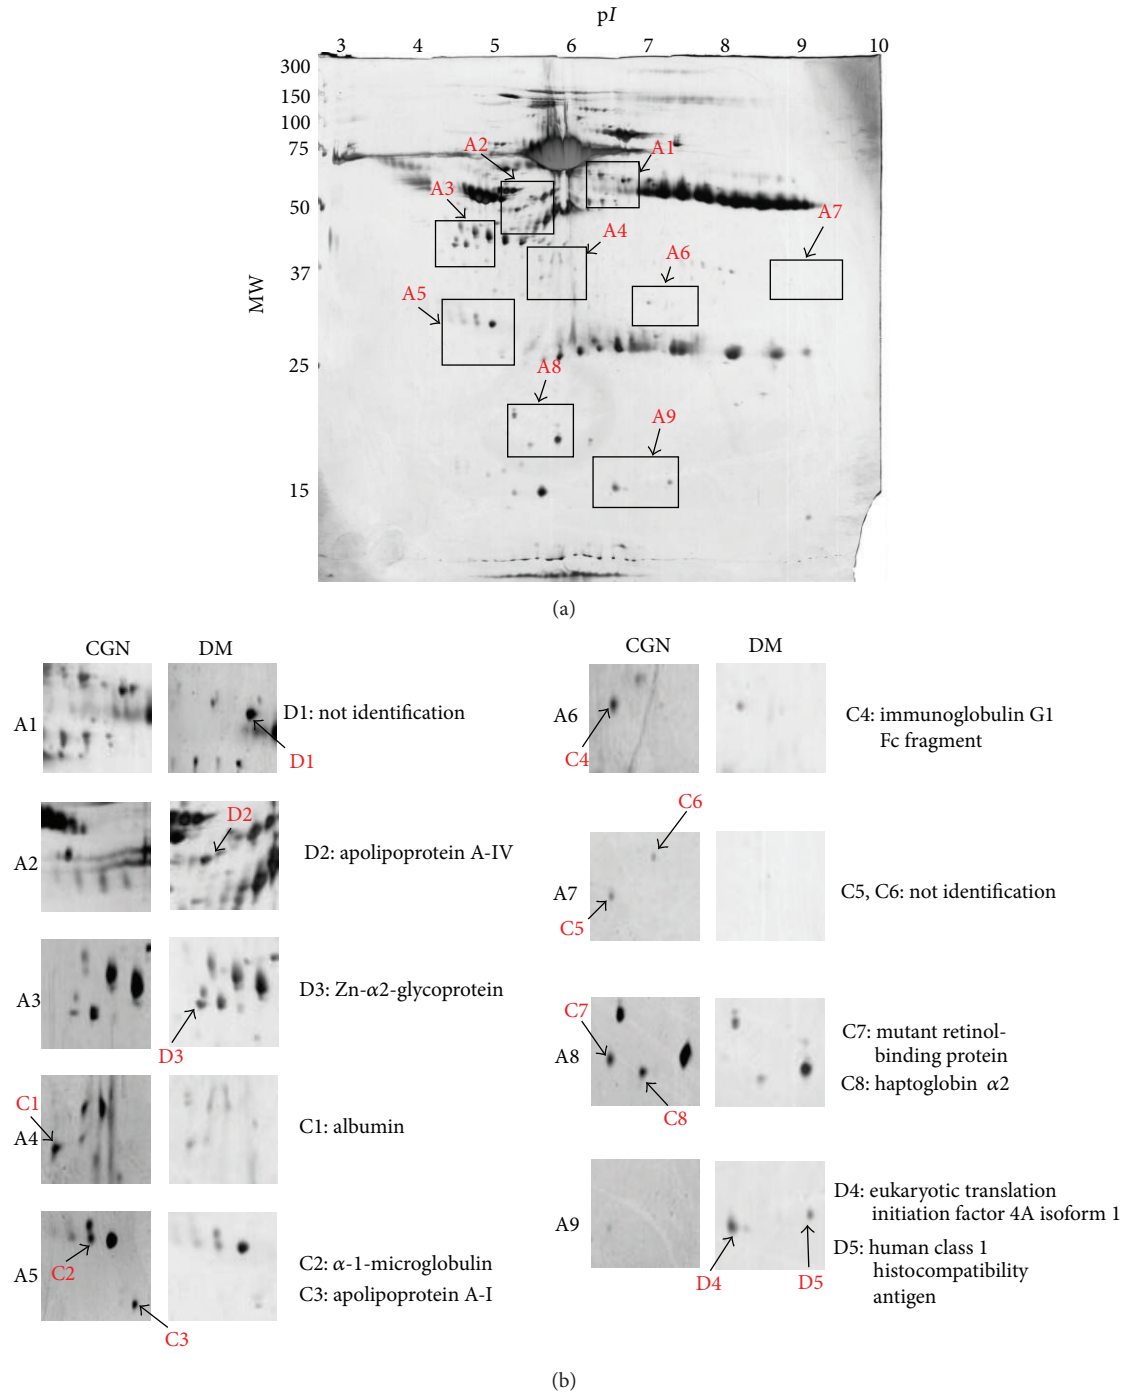 pI
3 4 5 6 7 8 9 10
300
150
100
75
50
37
25
15
MW
A1
A2
A3
A7
A4
A6
A5
A8
A9
(a)
CGN DM
A1
D1: not identification
D1
A2
D2
D2: apolipoprotein A-IV
A3
D3: Zn-α2-glycoprotein
D3
C1
A4
C1: albumin
A5
C2
C2: α-1-microglobulin
C3: apolipoprotein A-I
C3
CGN DM
A6
C4
C4: immunoglobulin G1
Fc fragment
C6
A7
C5
C5, C6: not identification
C7
A8
C8
C7: mutant retinol-
binding protein
C8: haptoglobin α2
A9
D4
D5
D4: eukaryotic translation
initiation factor 4A isoform 1
D5: human class 1
histocompatibility
antigen
(b)